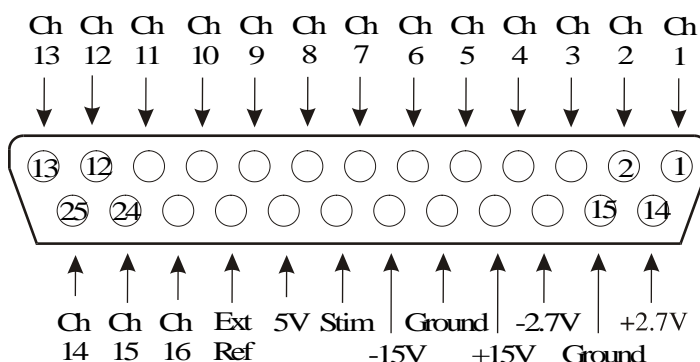 Ch Ch Ch Ch Ch Ch Ch Ch Ch Ch Ch Ch Ch
13 12 11 10 9 8 7 6 5 4 3 2 1
13 12 2 1
25 24 15 14
Ch Ch Ch Ext 5V Stim Ground -2.7V +2.7V
14 15 16 Ref -15V +15V Ground